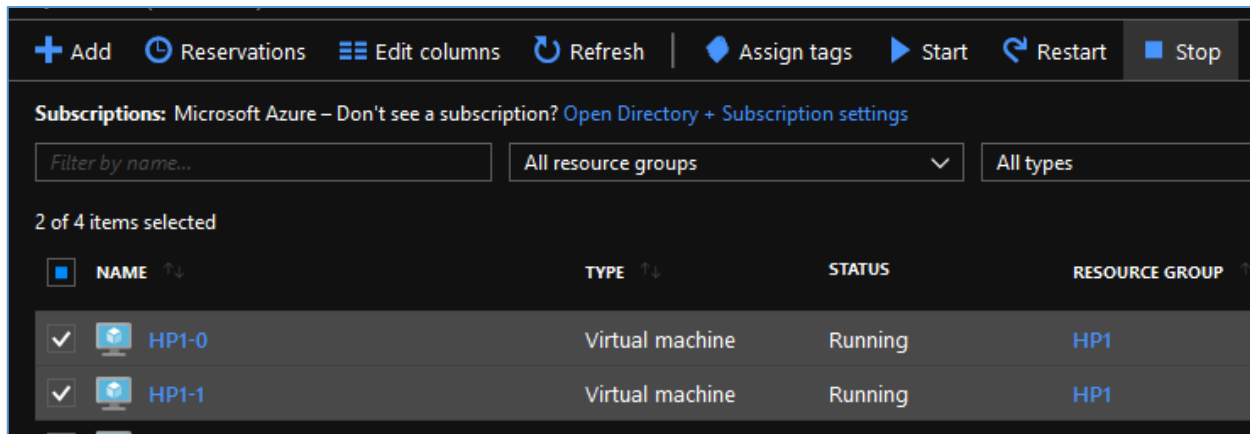 Add Reservations Edit columns Refresh Assign tags Start Restart Stop
Subscriptions: Microsoft Azure – Don't see a subscription? Open Directory + Subscription settings
Filter by name... All resource groups All types
2 of 4 items selected
NAME TYPE STATUS RESOURCE GROUP
HP1-0 Virtual machine Running HP1
HP1-1 Virtual machine Running HP1